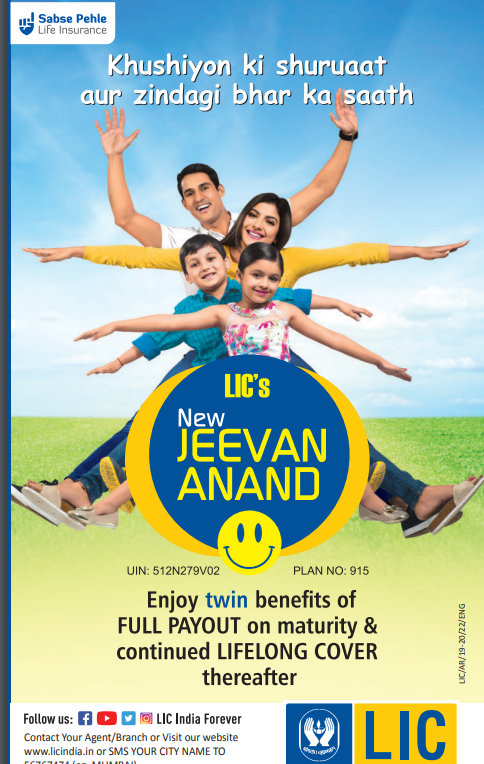 Sabse Pehle
Life Insurance
Khushiyon ki shuruaat
aur zindagi bhar ka saath
LIC's
New
JEEVAN
ANAND
UIN: 512N279V02 PLAN NO: 915
Enjoy twin benefits of
FULL PAYOUT on maturity &
continued LIFELONG COVER
thereafter
LIC/AR/19-20/22/ENG
Follow us: LIC India Forever
Contact Your Agent/Branch or Visit our website
www.licindia.in or SMS YOUR CITY NAME TO
LIC